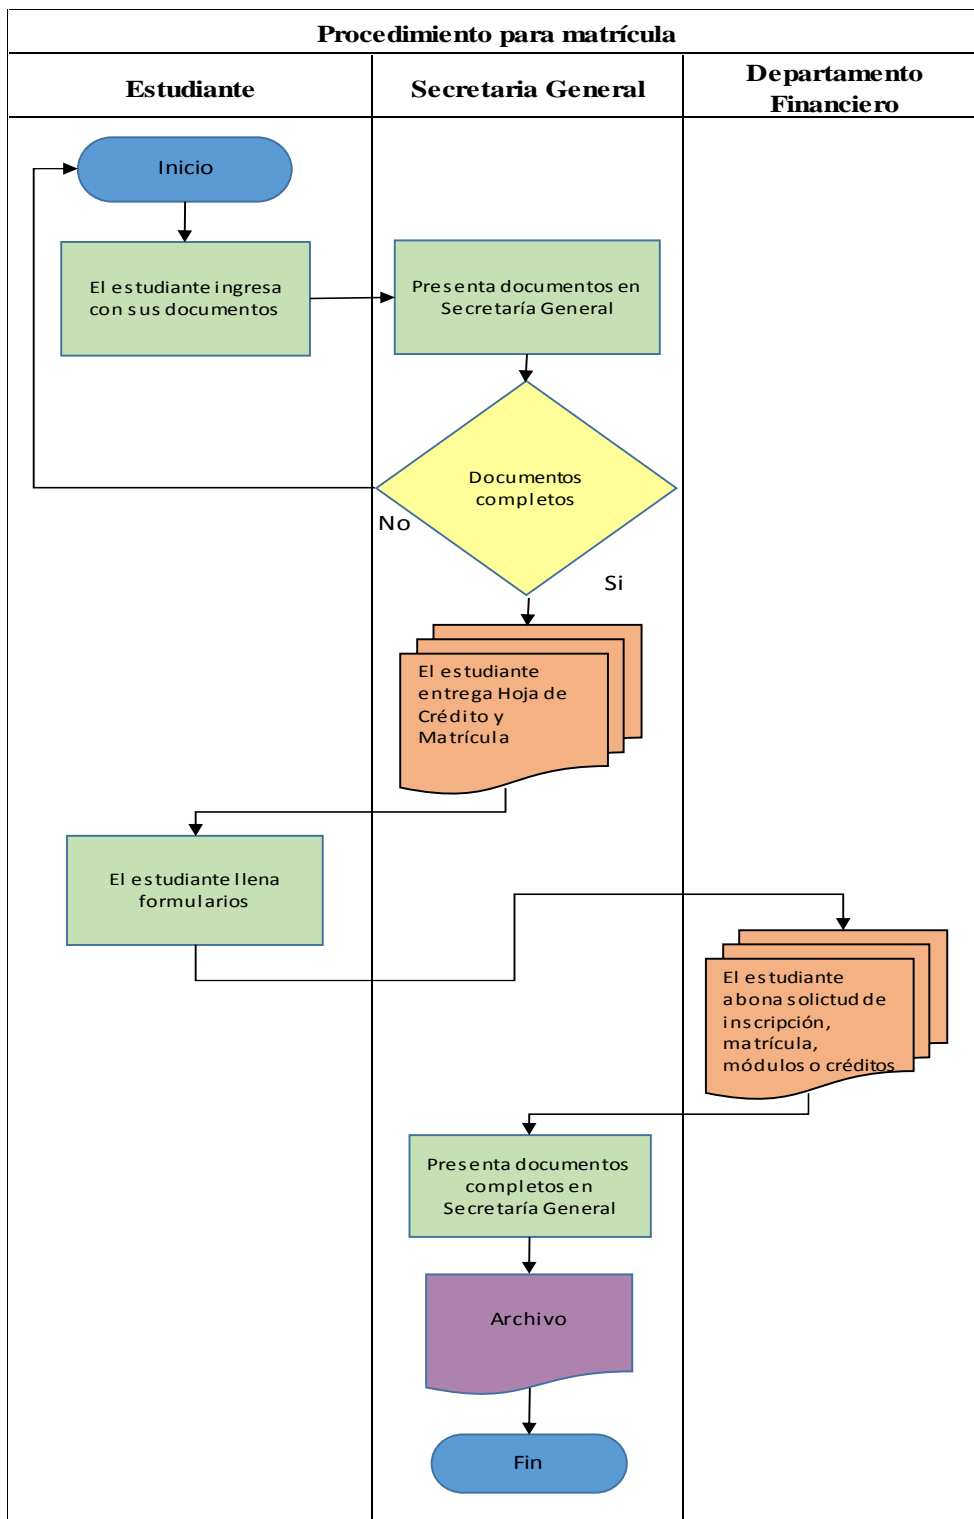 Procedimiento para matrícula
Estudiante
Secretaria General
Departamento
Financiero
Inicio
El estudiante ingresa
con sus documentos
Presenta documentos en
Secretaría General
Documentos
completos
No
Si
El estudiante
entrega Hoja de
Crédito y
Matrícula
El estudiante llena
formularios
El estudiante
abona solictud de
inscripción,
matrícula,
módulos o créditos
Presenta documentos
completos en
Secretaría General
Archivo
Fin